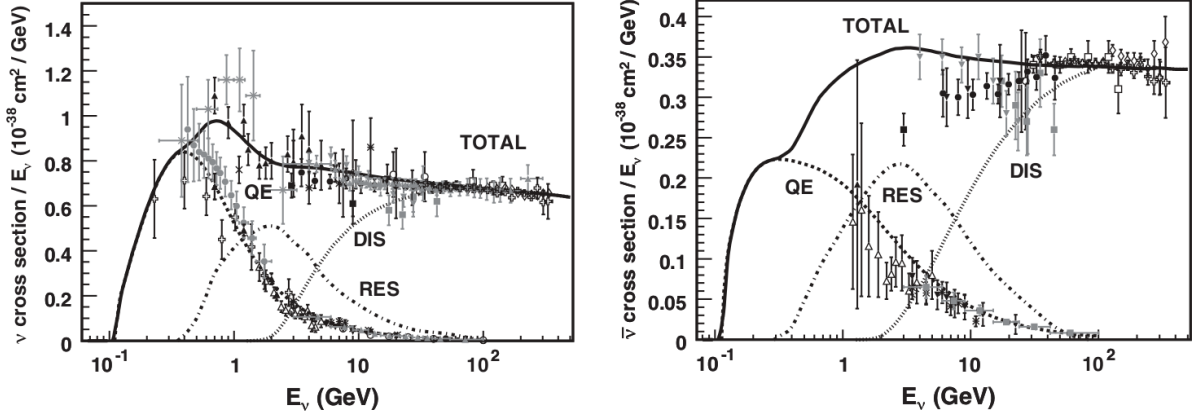 ν cross section / E_ν (10^-38 cm^2 / GeV)
1.4
1.2
1
0.8
0.6
0.4
0.2
0
TOTAL
QE
DIS
RES
10^-1
1
10
10^2
E_ν (GeV)
ν̄ cross section / E_ν (10^-38 cm^2 / GeV)
0.4
0.35
0.3
0.25
0.2
0.15
0.1
0.05
0
TOTAL
QE
RES
DIS
10^-1
1
10
10^2
E_ν (GeV)